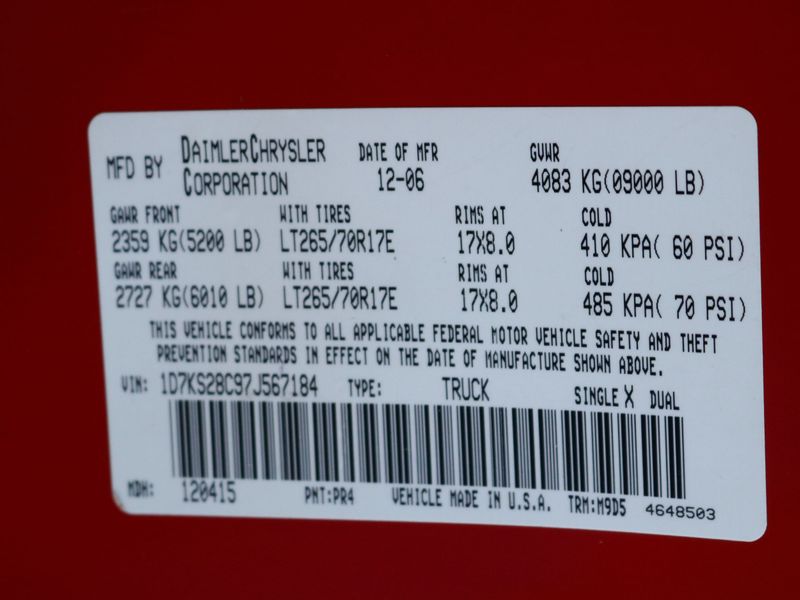 MFD BY DAIMLERCHRYSLER CORPORATION DATE OF MFR 12-06 GVWR 4083 KG(09000 LB)
GAWR FRONT WITH TIRES RIMS AT COLD
2359 KG(5200 LB) LT265/70R17E 17X8.0 410 KPA( 60 PSI)
GAWR REAR WITH TIRES RIMS AT COLD
2727 KG(6010 LB) LT265/70R17E 17X8.0 485 KPA( 70 PSI)
THIS VEHICLE CONFORMS TO ALL APPLICABLE FEDERAL MOTOR VEHICLE SAFETY AND THEFT
PREVENTION STANDARDS IN EFFECT ON THE DATE OF MANUFACTURE SHOWN ABOVE.
VIN: 1D7KS28C97J567184 TYPE: TRUCK SINGLE X DUAL
MDH: 120415 PNT:PR4 VEHICLE MADE IN U.S.A. TRM:M9D5 4648503